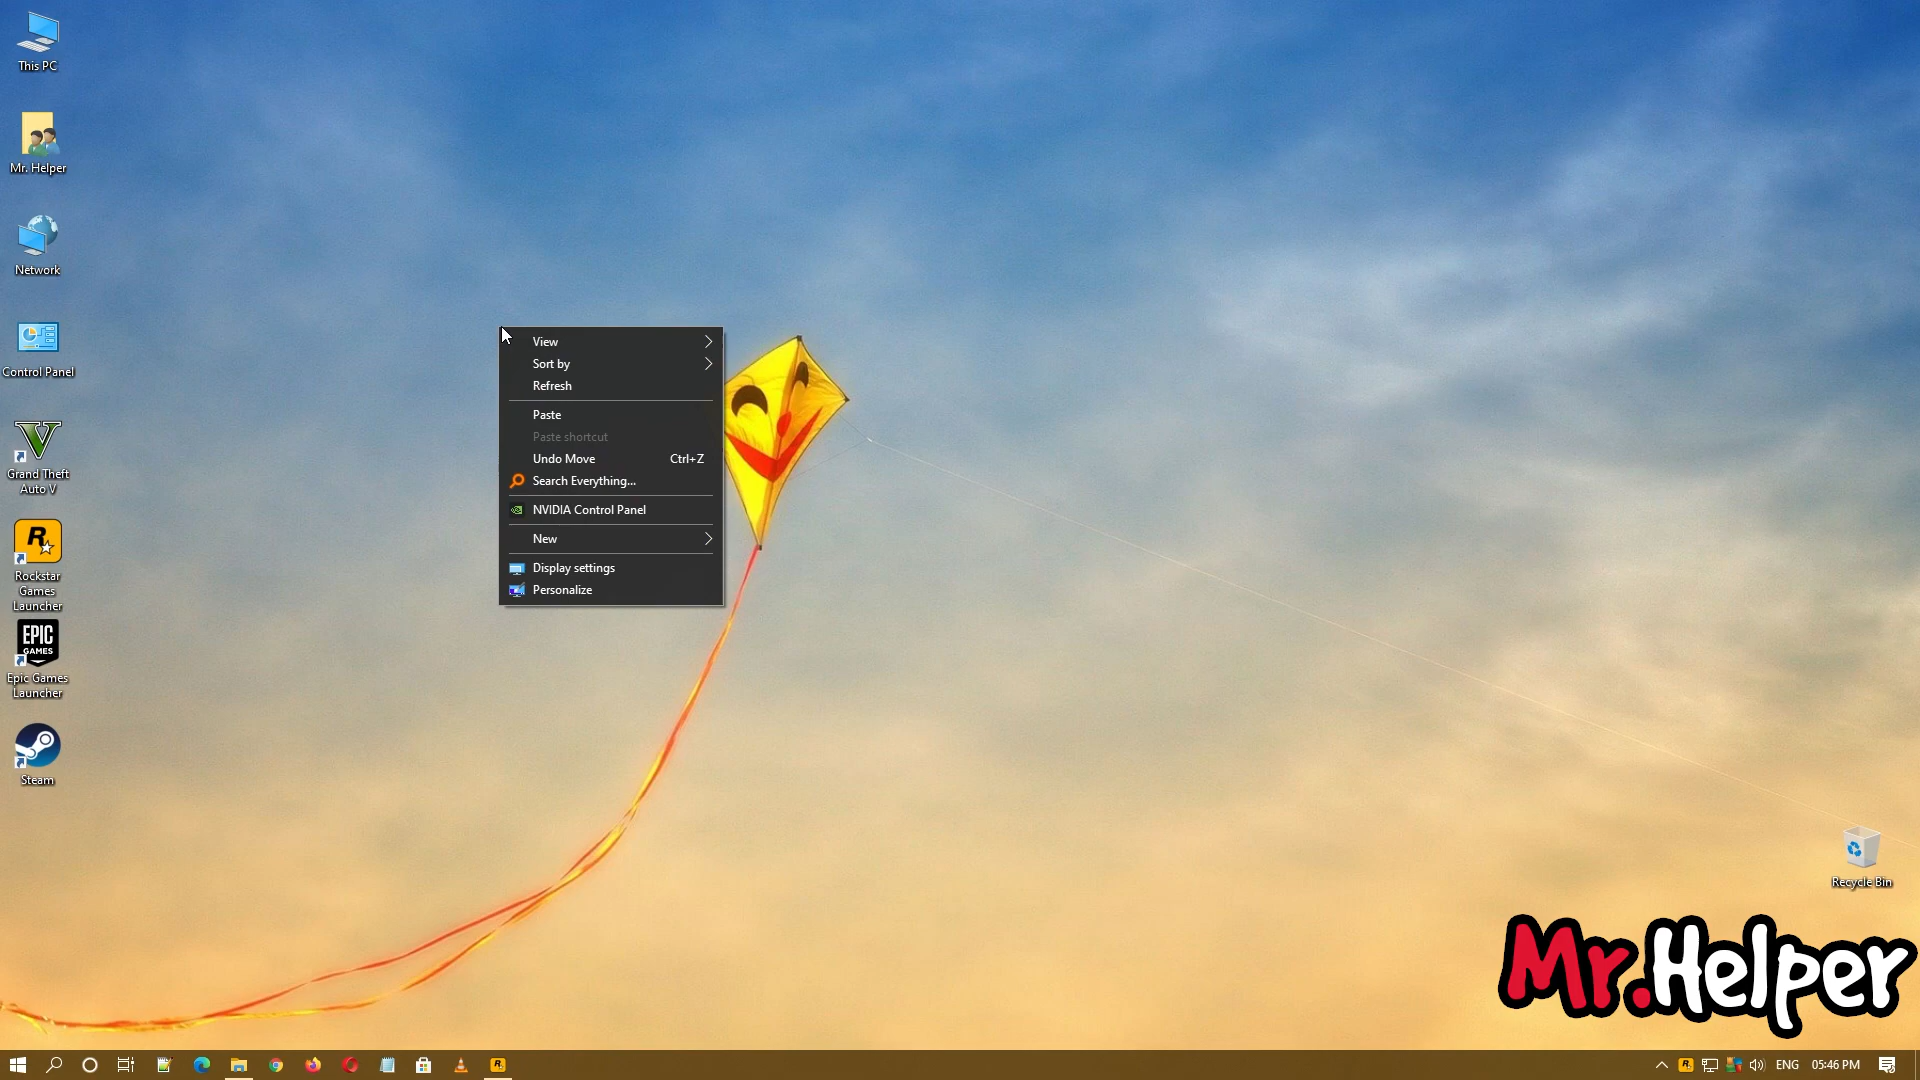 This PC
Mr. Helper
Network
Control Panel
V
Grand Theft
Auto V
R
Rockstar
Games
Launcher
EPIC
GAMES
Epic Games
Launcher
Steam
View
Sort by
Refresh
Paste
Paste shortcut
Undo Move Ctrl+Z
Search Everything...
NVIDIA Control Panel
New
Display settings
Personalize
Recycle Bin
Mr.Helper
ENG 05:46 PM